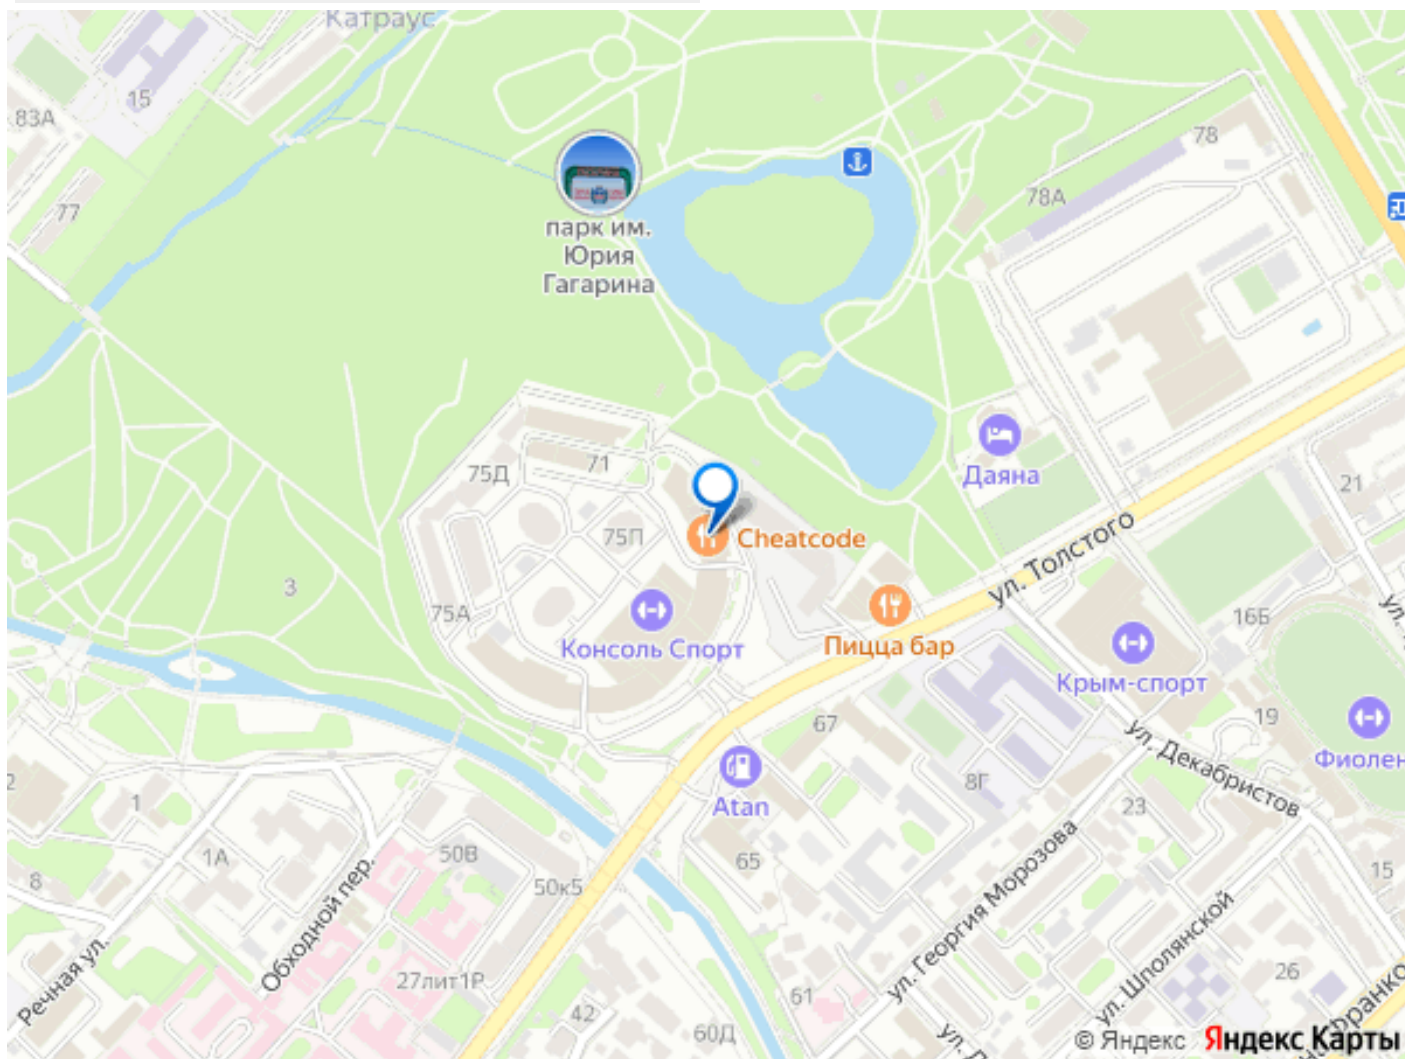 Катраус
15
83А
77
парк им.
Юрия
Гагарина
78
78А
Даяна
21
ул. Толстого
71
75Д
75П
Cheatcode
3
75А
Консоль Спорт
Пицца бар
16Б
Крым-спорт
19
67
ул. Декабристов
Фиолен
Atan
8Г
23
1
1А
50В
65
50к5
15
8
Обходной пер.
ул. Георгия Морозова
ул. Шполянской
Речная ул.
27лит1Р
42
61
60Д
26
Франко
© Яндекс Яндекс Карты